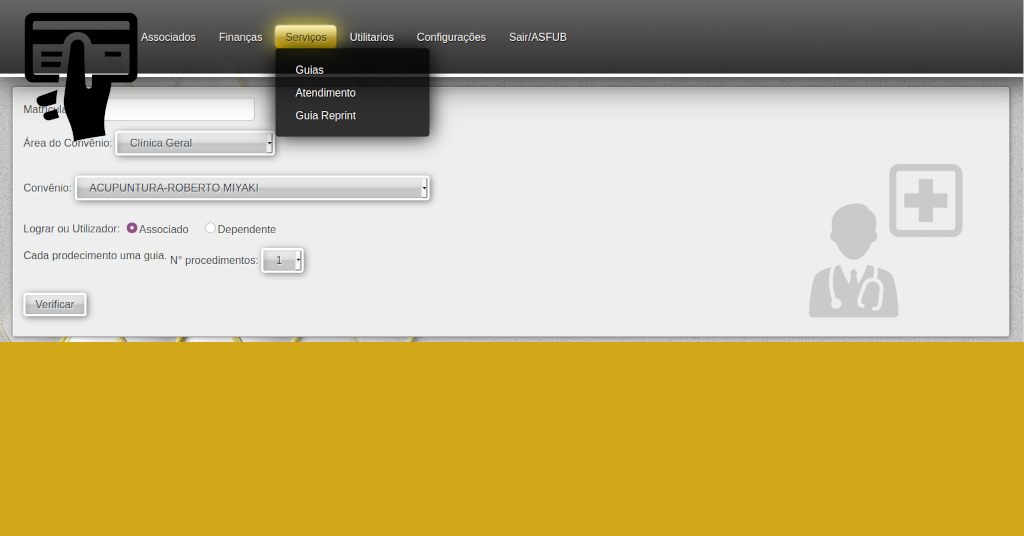 Associados Finanças Serviços Utilitarios Configurações Sair/ASFUB
Guias
Atendimento
Guia Reprint
Área do Convênio: Clínica Geral
Convênio: ACUPUNTURA-ROBERTO MIYAKI
Lograr ou Utilizador: Associado Dependente
Cada prodecimento uma guia. N° procedimentos: 1
Verificar